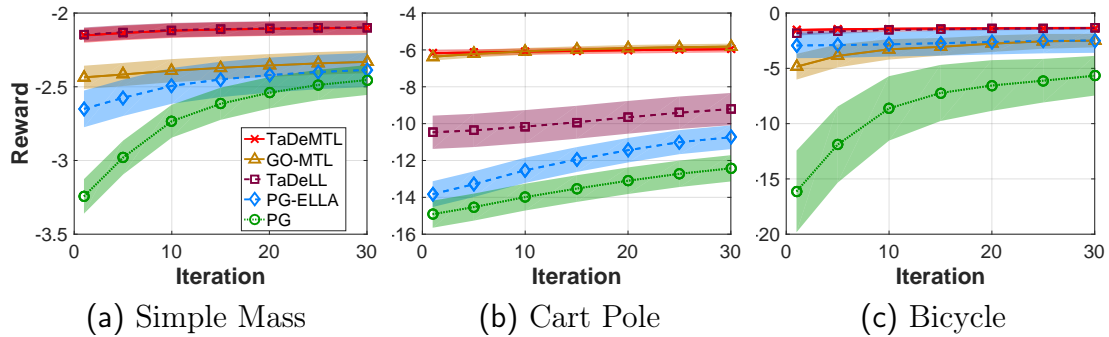 Reward
-2
-2.5
-3
-3.5
0 10 20 30
Iteration
TaDeMTL
GO-MTL
TaDeLL
PG-ELLA
PG
(a) Simple Mass
-4
-6
-8
-10
-12
-14
-16
0 10 20 30
Iteration
(b) Cart Pole
0
-5
-10
-15
-20
0 10 20 30
Iteration
(c) Bicycle